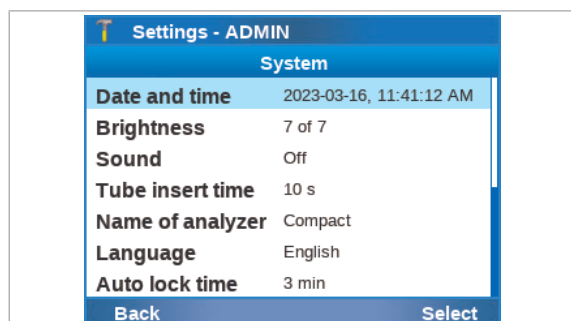 Settings - ADMIN
System
Date and time 2023-03-16, 11:41:12 AM
Brightness 7 of 7
Sound Off
Tube insert time 10 s
Name of analyzer Compact
Language English
Auto lock time 3 min
Back Select